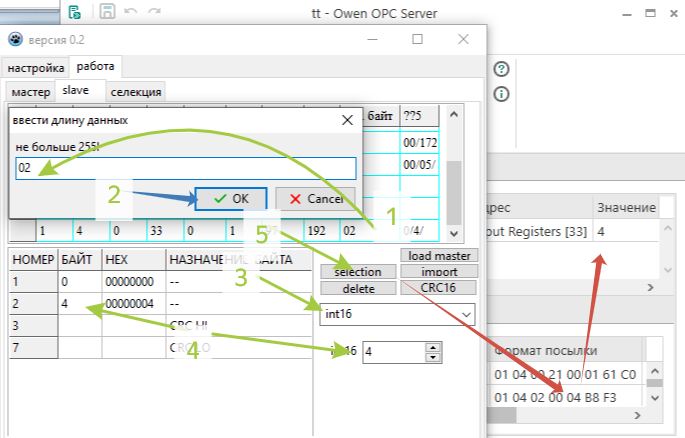 tt - Owen OPC Server
версия 0.2
настройка работа
мастер slave селекция
байт ??5
ввести длину данных
00/172
не больше 255!
00/05/
02
2 OK Cancel 1
1 4 0 33 0 1 192 02 0/4/
дрес Значение
out Registers [33] 4
5
load master
НОМЕР БАЙТ HEX НАЗНАЧЕНИЕ БАЙТА
selection import
1 0 00000000 --
3
delete CRC16
2 4 00000004 --
int16
3 CRC HI
7 CRC LO
4 int16 4
Формат посылки
01 04 00 21 00 01 61 C0
01 04 02 00 04 B8 F3